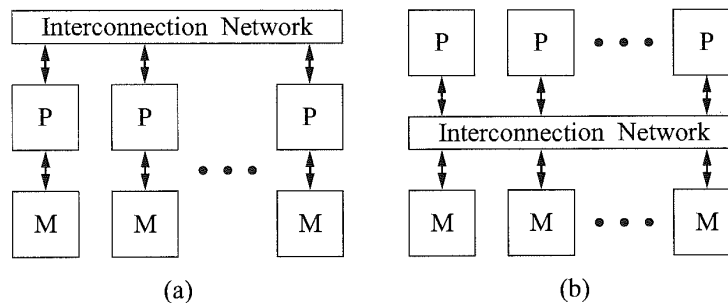 Interconnection Network
P P P
M M M
(a)
P P P
Interconnection Network
M M M
(b)